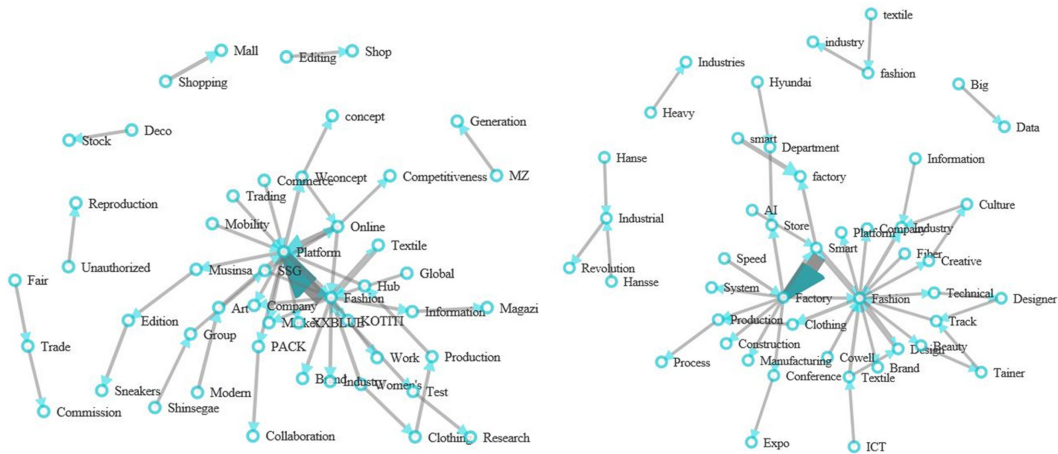 Mall
Editing
Shop
Shopping
Deco
Stock
concept
Generation
Commerce
Wconcept
Competitiveness
MZ
Trading
Reproduction
Mobility
Online
Textile
Platform
Musinsa
SSG
Global
Unauthorized
Hub
Fair
Fashion
Art
Company
Information
Magazi
Edition
KOTITI
XXBLUE
Group
PACK
Trade
Work
Production
Brand
Industry
Women's
Sneakers
Modern
Test
Shinsegae
Commission
Collaboration
Clothing
Research
textile
industry
Industries
fashion
Hyundai
Big
Heavy
Data
smart
Department
Hanse
Information
factory
AI
Culture
Industrial
Store
Platform
Company
Industry
Smart
Fiber
Speed
Creative
Revolution
Hansse
System
Technical
Factory
Fashion
Designer
Production
Clothing
Track
Construction
Design
Beauty
Process
Manufacturing
Cowell
Brand
Conference
Textile
Tainer
Expo
ICT